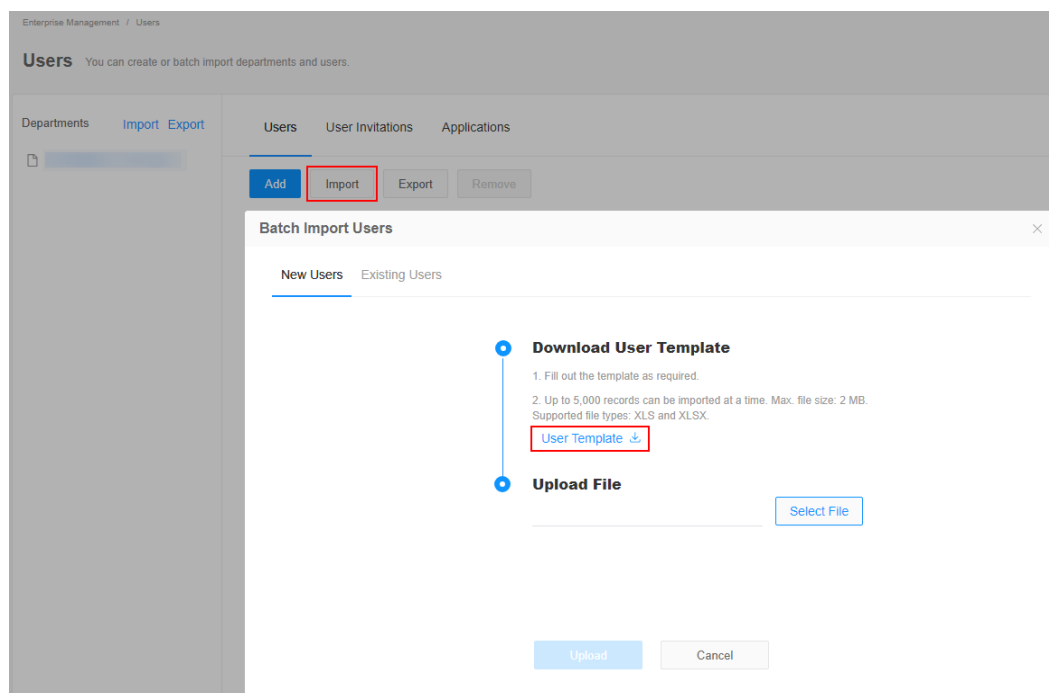 Enterprise Management / Users
Users You can create or batch import departments and users.
Departments Import Export
Users User Invitations Applications
Add Import Export Remove
Batch Import Users
New Users Existing Users
Download User Template
1. Fill out the template as required.
2. Up to 5,000 records can be imported at a time. Max. file size: 2 MB.
Supported file types: XLS and XLSX.
User Template
Upload File
Select File
Upload Cancel